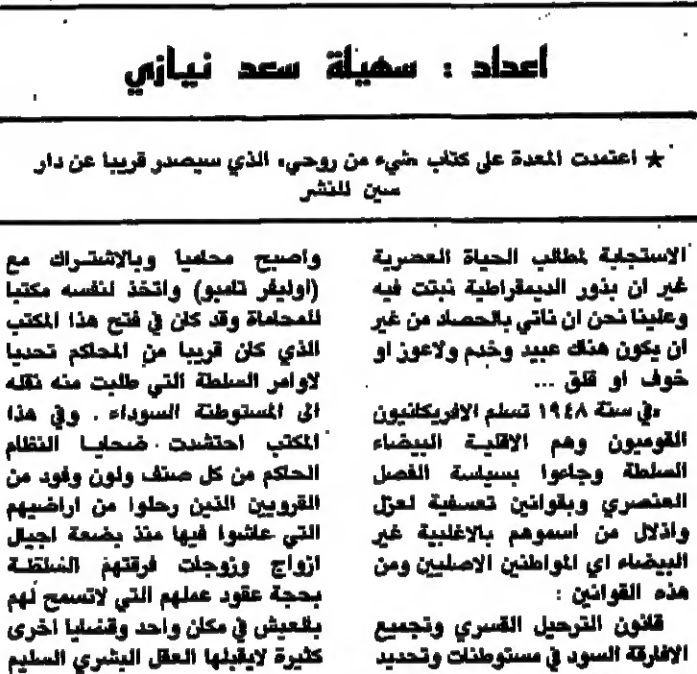 اعداد : سهيلة سعد نيازي
★ اعتمدت المعدة على كتاب «شيء من روحي» الذي سيصدر قريبا عن دار
سين للنشر
الاستجابة لمطالب الحياة العصرية
غير ان بذور الديمقراطية نبتت فيه
وعلينا نحن ان ناتي بالحصاد من غير
ان يكون هناك عبيد وخدم ولاعوز او
خوف او قلق ...
«في سنة ١٩٤٨ تسلم الافريكانيون
القوميون وهم الاقلية البيضاء
السلطة وجاءوا بسياسة الفصل
العنصري وبقوانين تعسفية لعزل
واذلال من اسموهم بالاغلبية غير
البيضاء اي المواطنين الاصليين ومن
هذه القوانين :
قانون الترحيل القسري وتجميع
الافارقة السود في مستوطنات وتحديد
واصبح محاميا وبالاشتراك مع
(اوليفر تامبو) واتخذ لنفسه مكتبا
للمحاماة وقد كان في فتح هذا المكتب
الذي كان قريبا من المحاكم تحديا
لاوامر السلطة التي طلبت منه نقله
الى المستوطنة السوداء . وفي هذا
المكتب احتشدت ضحايا النظام
الحاكم من كل صنف ولون وفود من
القرويين الذين رحلوا من اراضيهم
التي عاشوا فيها منذ بضعة اجيال
ازواج وزوجات فرقتهم السلطة
بحجة عقود عملهم التي لاتسمح لهم
بالعيش في مكان واحد وقضايا اخرى
كثيرة لايقبلها العقل البشري السليم